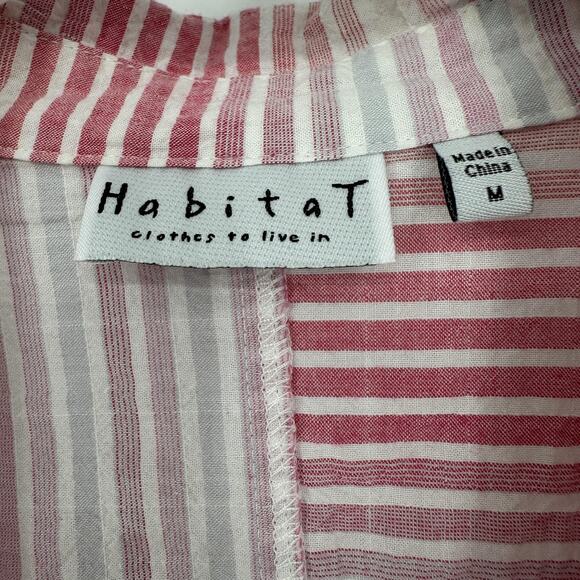 HabitaT
clothes to live in
Made in
China
M